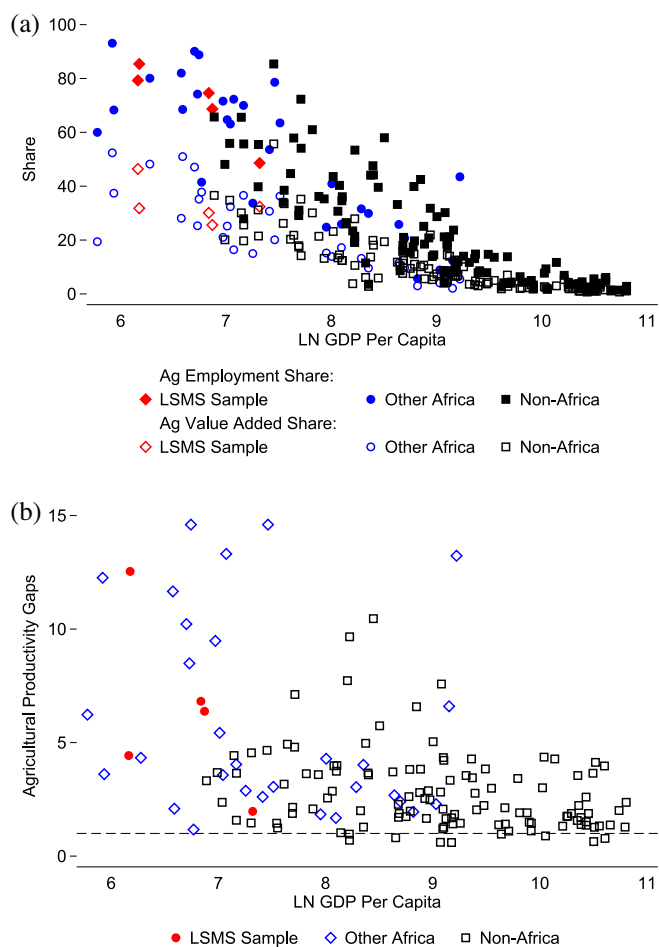 (a)
100
80
60
40
20
0
Share
6 7 8 9 10 11
LN GDP Per Capita
Ag Employment Share:
LSMS Sample Other Africa Non-Africa
Ag Value Added Share:
LSMS Sample Other Africa Non-Africa
(b)
15
10
5
0
Agricultural Productivity Gaps
6 7 8 9 10 11
LN GDP Per Capita
LSMS Sample Other Africa Non-Africa